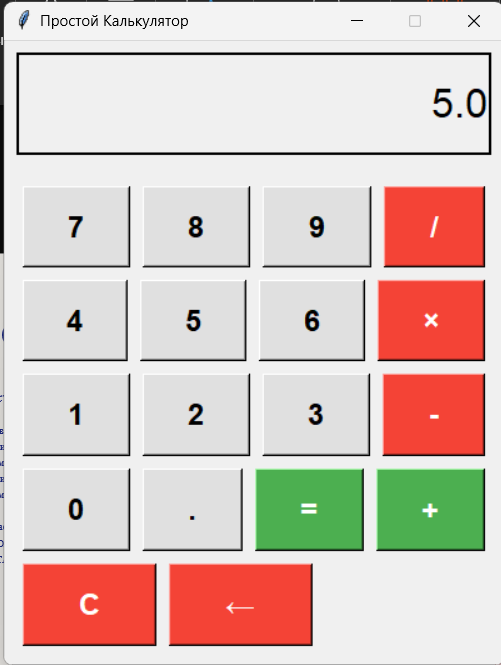 Простой Калькулятор
5.0
7 8 9 /
4 5 6 ×
1 2 3 -
0 . = +
C ←